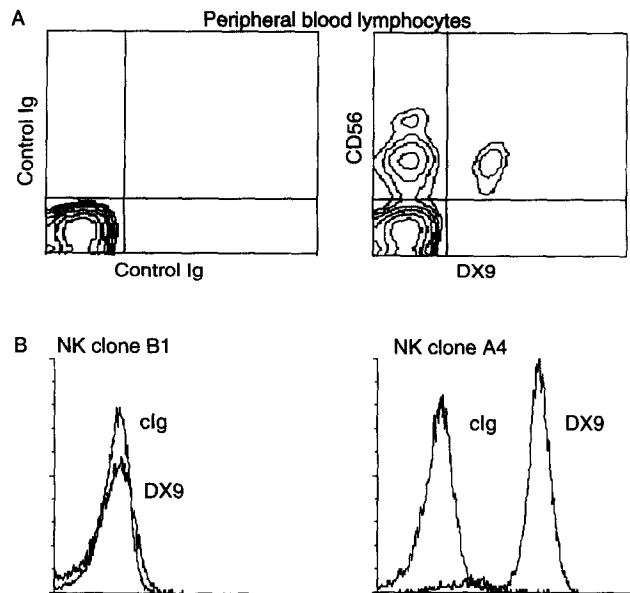 A
Peripheral blood lymphocytes
Control Ig
Control Ig
CD56
DX9
B
NK clone B1
cIg
DX9
NK clone A4
cIg
DX9